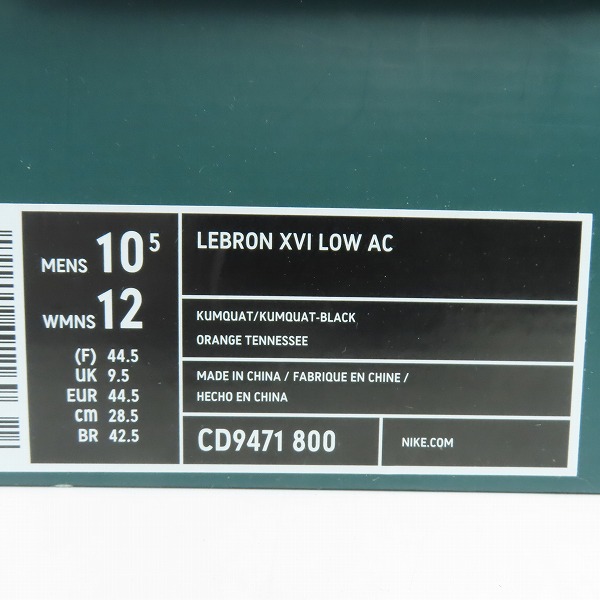 MENS 10 5
WMNS 12
(F) 44.5
UK 9.5
EUR 44.5
cm 28.5
BR 42.5
LEBRON XVI LOW AC
KUMQUAT/KUMQUAT-BLACK
ORANGE TENNESSEE
MADE IN CHINA / FABRIQUE EN CHINE /
HECHO EN CHINA
CD9471 800
NIKE.COM